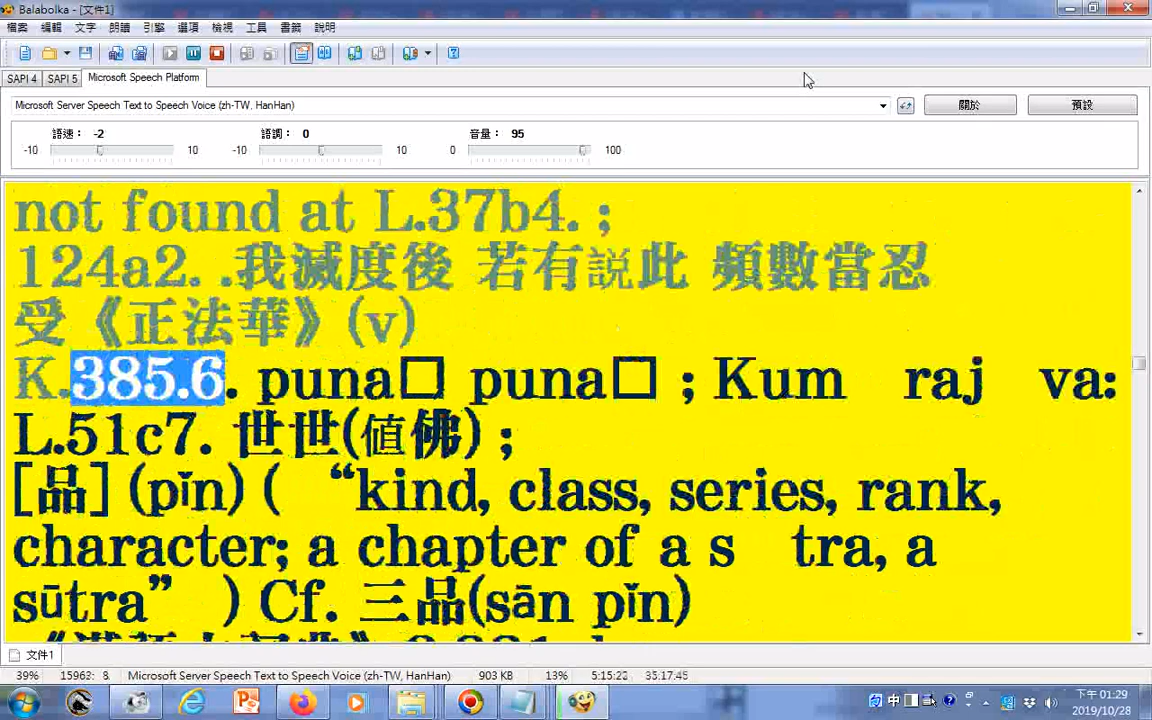 Balabolka - [文件1]
檔案 編輯 文字 朗讀 引擎 選項 檢視 工具 書籤 說明
SAPI 4 SAPI 5 Microsoft Speech Platform
Microsoft Server Speech Text to Speech Voice (zh-TW, HanHan) 關於 預設
語速： -2 語調： 0 音量： 95
-10 10 -10 10 0 100
not found at L.37b4. ;
124a2. .我滅度後 若有説此 頻數當忍
受《正法華》(v)
K.385.6. puna□ puna□ ; Kum raj va:
L.51c7. 世世(値佛) ;
[品] (pǐn) ( “kind, class, series, rank,
character; a chapter of a s tra, a
sūtra” ) Cf. 三品(sān pǐn)
文件1
39% 15962: 8 Microsoft Server Speech Text to Speech Voice (zh-TW, HanHan) 903 KB 13% 5:15:22 33:17:45
中 下午 01:29
2019/10/28